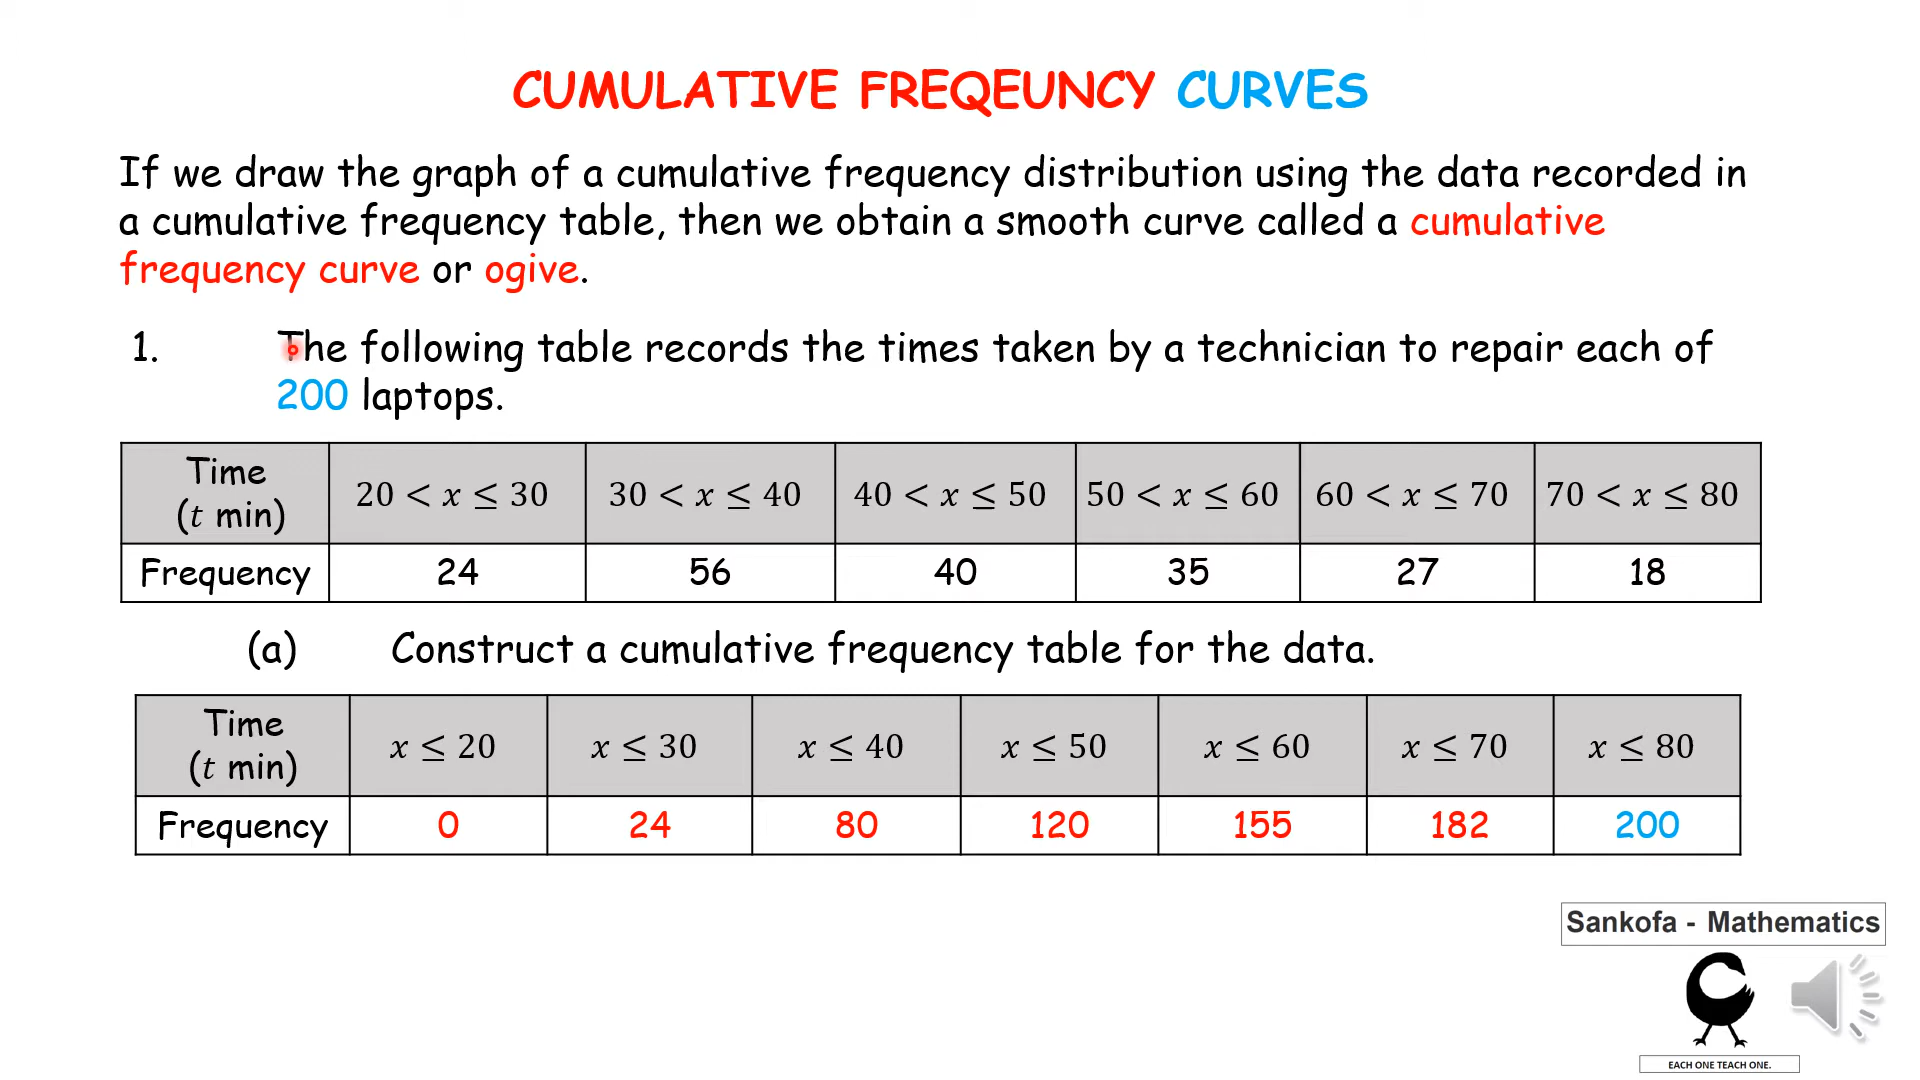 CUMULATIVE FREQEUNCY CURVES
If we draw the graph of a cumulative frequency distribution using the data recorded in
a cumulative frequency table, then we obtain a smooth curve called a cumulative
frequency curve or ogive.
1. The following table records the times taken by a technician to repair each of
200 laptops.
Time (t min) 20 < x ≤ 30 30 < x ≤ 40 40 < x ≤ 50 50 < x ≤ 60 60 < x ≤ 70 70 < x ≤ 80
Frequency 24 56 40 35 27 18
(a) Construct a cumulative frequency table for the data.
Time (t min) x ≤ 20 x ≤ 30 x ≤ 40 x ≤ 50 x ≤ 60 x ≤ 70 x ≤ 80
Frequency 0 24 80 120 155 182 200
Sankofa - Mathematics
EACH ONE TEACH ONE.